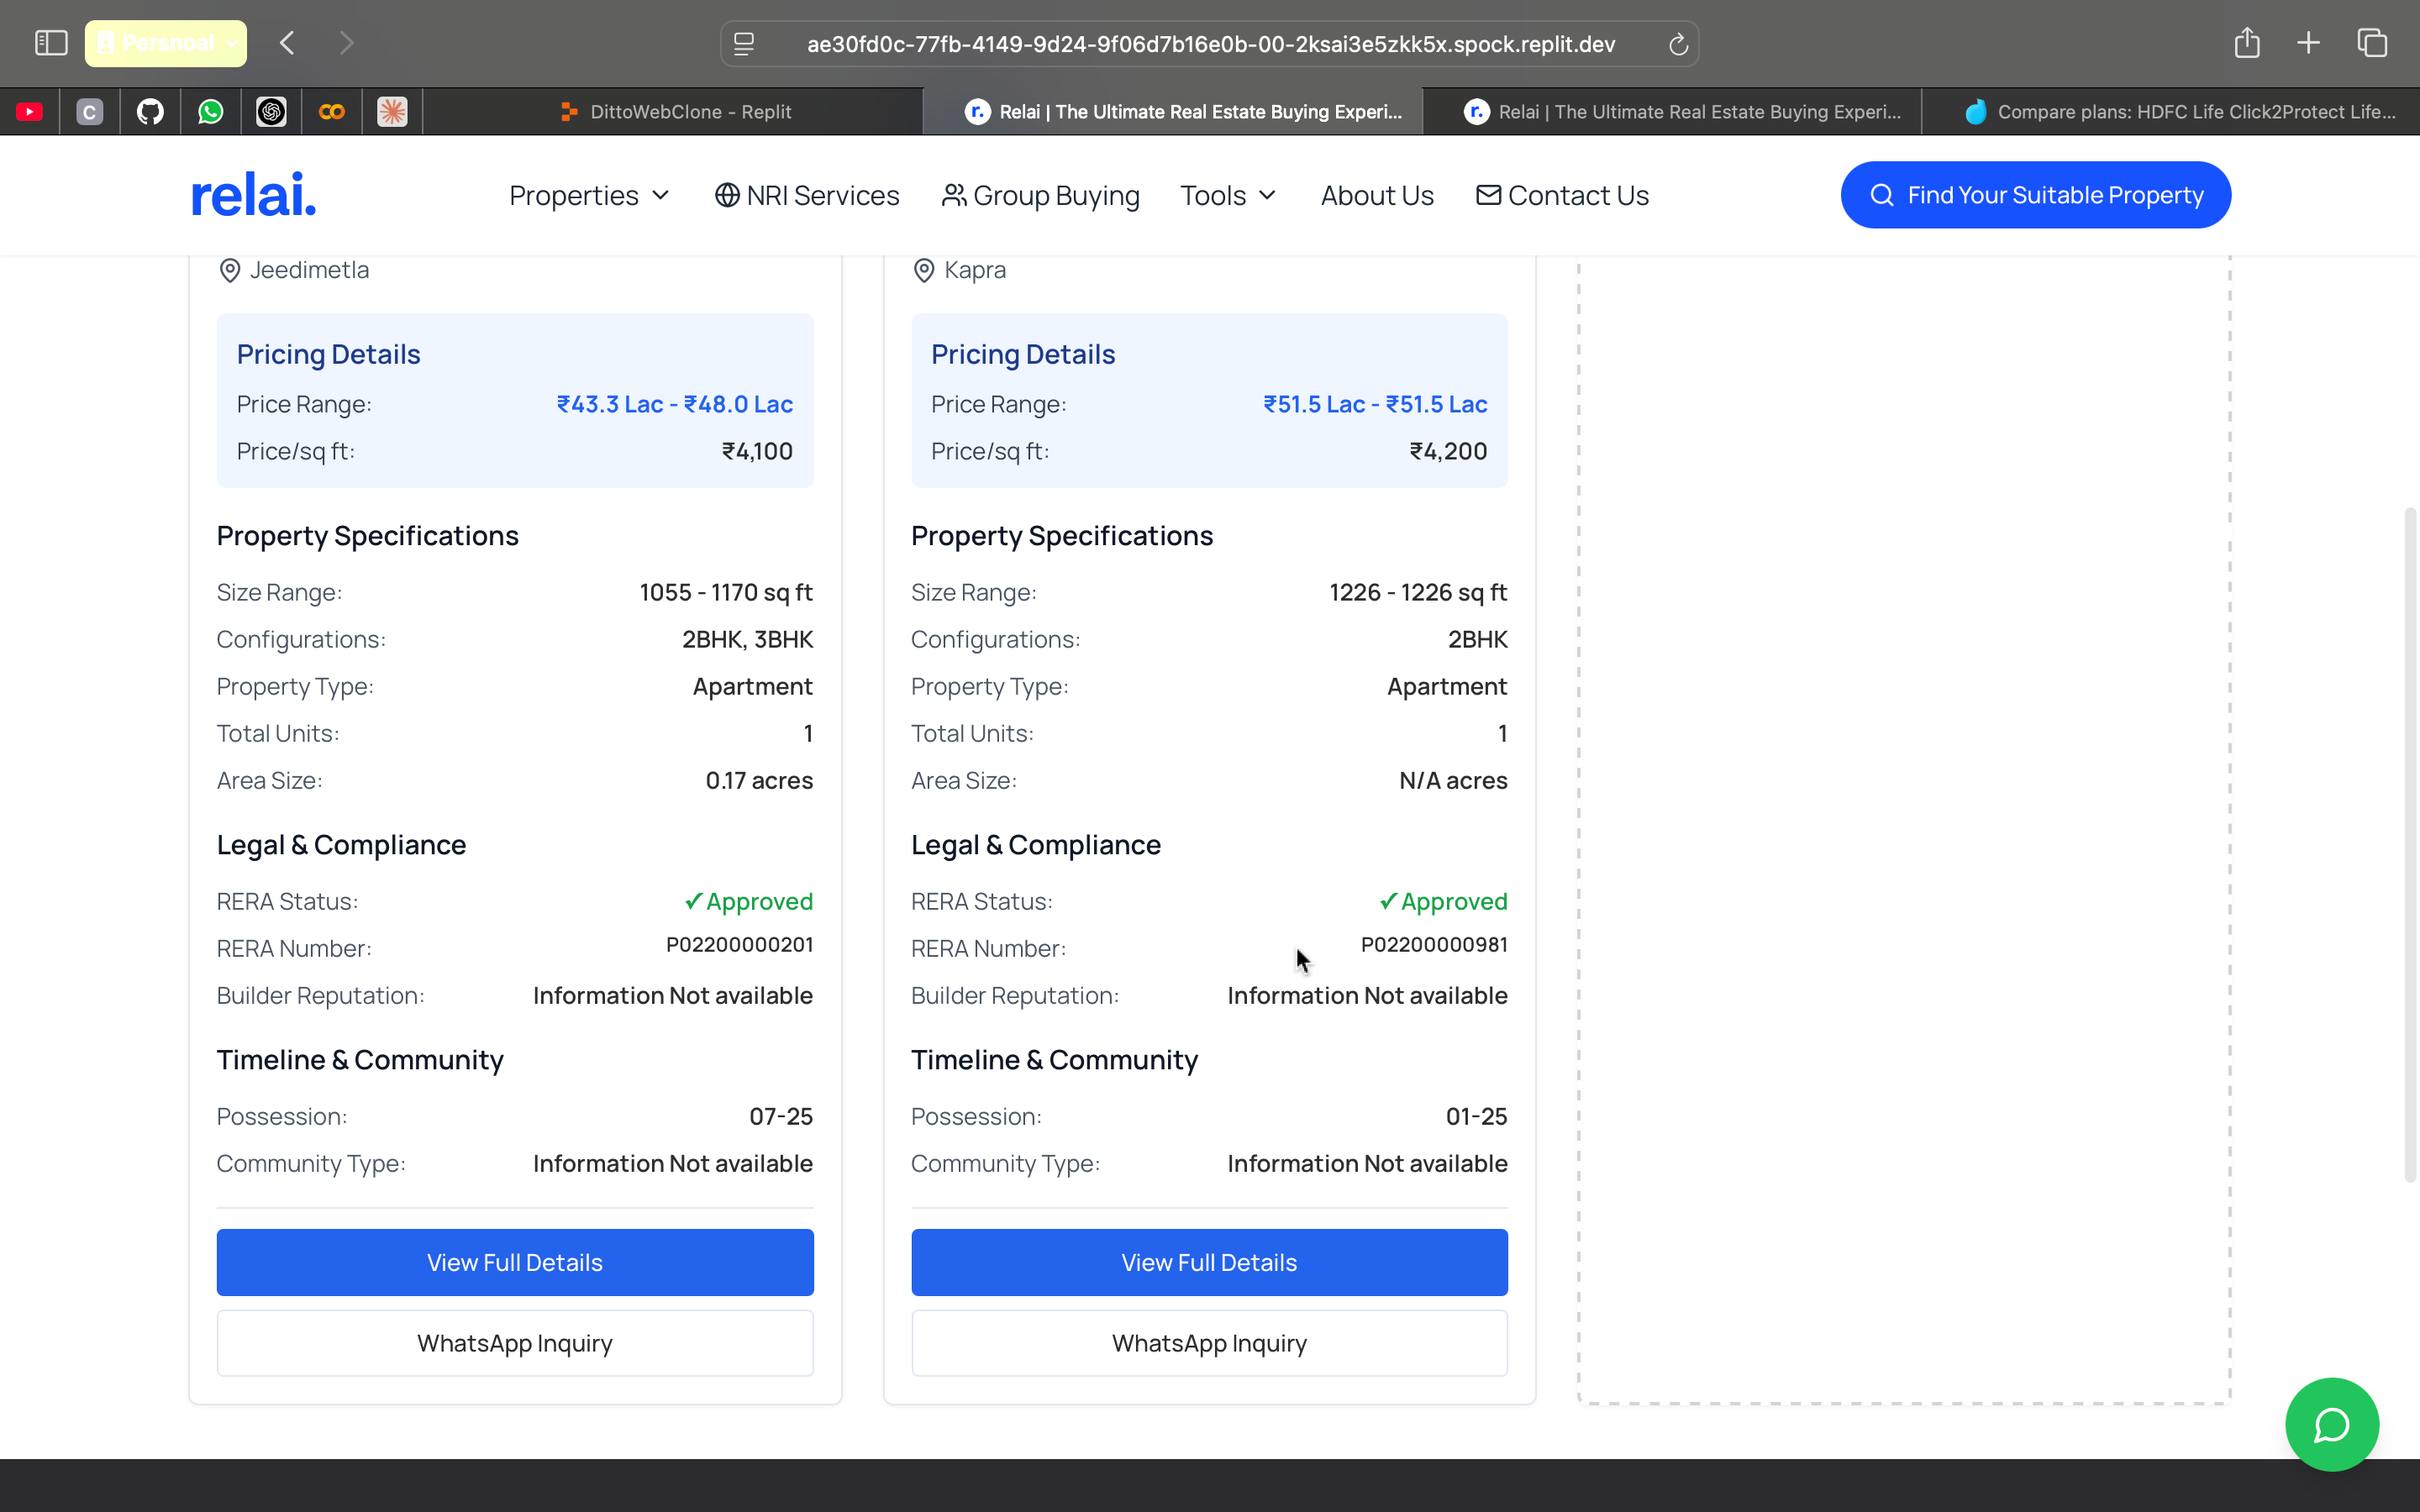 Persnoal
ae30fd0c-77fb-4149-9d24-9f06d7b16e0b-00-2ksai3e5zkk5x.spock.replit.dev
C
DittoWebClone - Replit
r. Relai | The Ultimate Real Estate Buying Experi...
r. Relai | The Ultimate Real Estate Buying Experi...
Compare plans: HDFC Life Click2Protect Life...
relai.
Properties
NRI Services
Group Buying
Tools
About Us
Contact Us
Find Your Suitable Property
Jeedimetla
Pricing Details
Price Range: ₹43.3 Lac - ₹48.0 Lac
Price/sq ft: ₹4,100
Property Specifications
Size Range: 1055 - 1170 sq ft
Configurations: 2BHK, 3BHK
Property Type: Apartment
Total Units: 1
Area Size: 0.17 acres
Legal & Compliance
RERA Status: ✓Approved
RERA Number: P02200000201
Builder Reputation: Information Not available
Timeline & Community
Possession: 07-25
Community Type: Information Not available
View Full Details
WhatsApp Inquiry
Kapra
Pricing Details
Price Range: ₹51.5 Lac - ₹51.5 Lac
Price/sq ft: ₹4,200
Property Specifications
Size Range: 1226 - 1226 sq ft
Configurations: 2BHK
Property Type: Apartment
Total Units: 1
Area Size: N/A acres
Legal & Compliance
RERA Status: ✓Approved
RERA Number: P02200000981
Builder Reputation: Information Not available
Timeline & Community
Possession: 01-25
Community Type: Information Not available
View Full Details
WhatsApp Inquiry